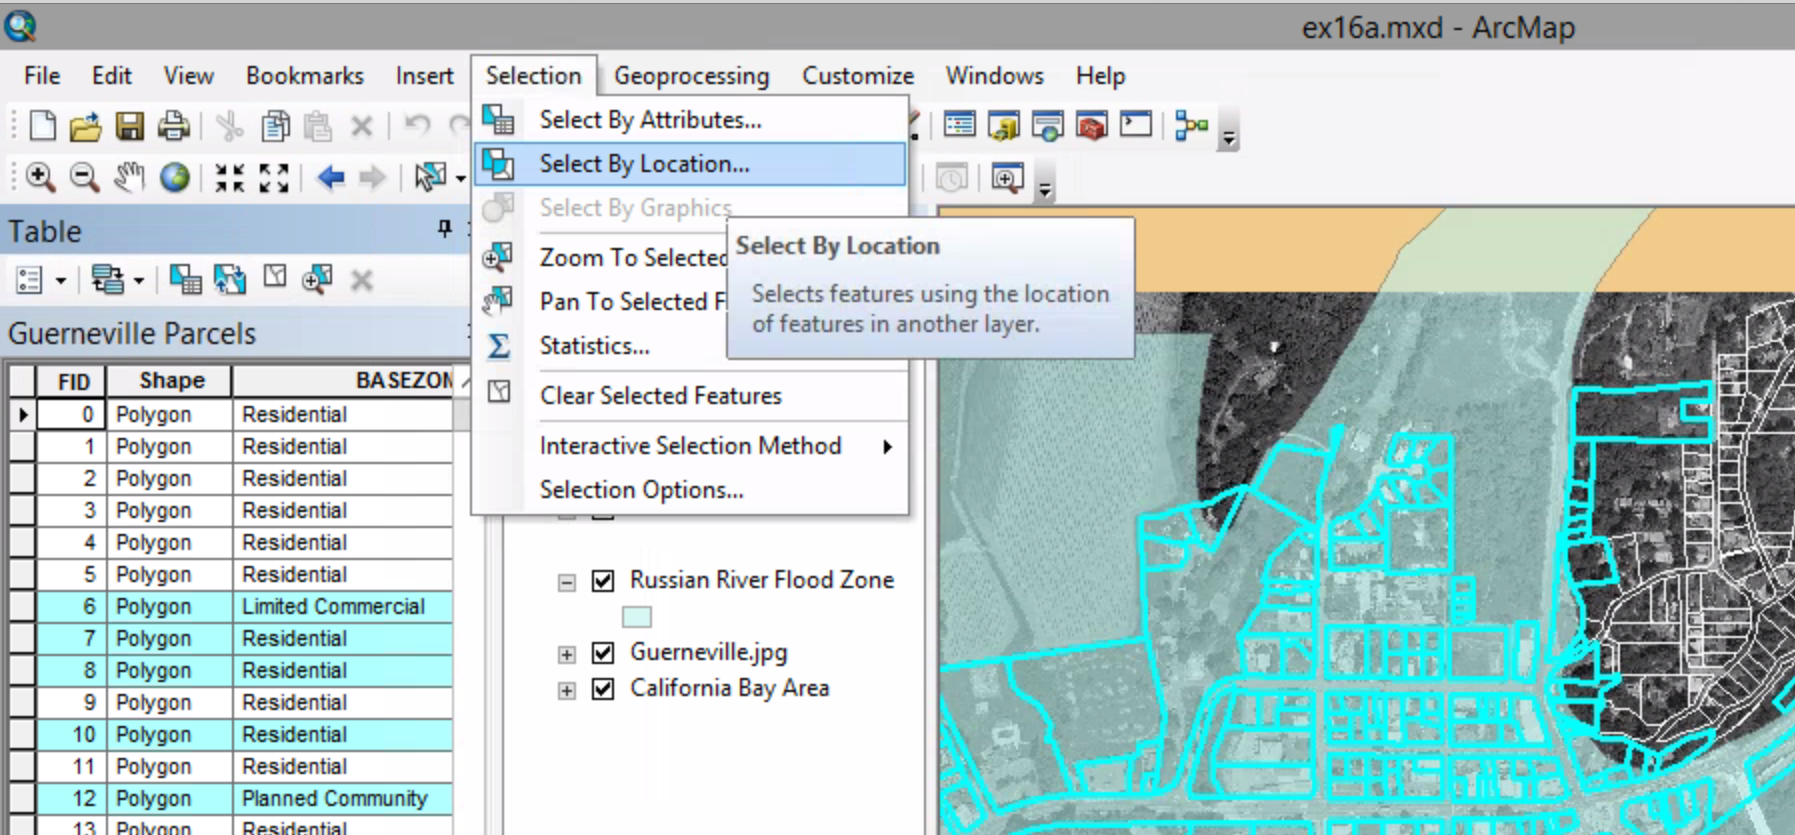 ex16a.mxd - ArcMap
File Edit View Bookmarks Insert Selection Geoprocessing Customize Windows Help
Select By Attributes...
Select By Location...
Select By Graphics
Zoom To Selected
Pan To Selected F
Statistics...
Clear Selected Features
Interactive Selection Method
Selection Options...
Select By Location
Selects features using the location
of features in another layer.
Table
Guerneville Parcels
FID Shape BASEZON
0 Polygon Residential
1 Polygon Residential
2 Polygon Residential
3 Polygon Residential
4 Polygon Residential
5 Polygon Residential
6 Polygon Limited Commercial
7 Polygon Residential
8 Polygon Residential
9 Polygon Residential
10 Polygon Residential
11 Polygon Residential
12 Polygon Planned Community
13 Polygon Residential
Russian River Flood Zone
Guerneville.jpg
California Bay Area